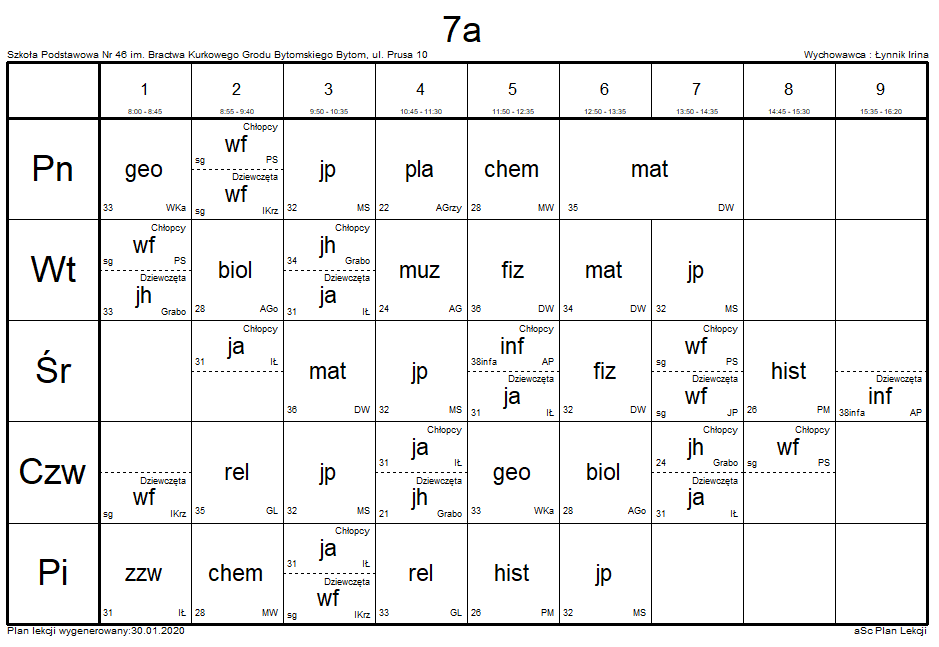 7a
Szkoła Podstawowa Nr 46 im. Bractwa Kurkowego Grodu Bytomskiego Bytom, ul. Prusa 10
Wychowawca : Łynnik Irina
1 2 3 4 5 6 7 8 9
8:00 - 8:45 8:55 - 9:40 9:50 - 10:35 10:45 - 11:30 11:50 - 12:35 12:50 - 13:35 13:50 - 14:35 14:45 - 15:30 15:35 - 16:20
Pn
geo
33 WKa
Chłopcy
wf
sg PS
Dziewczęta
wf
sg IKrz
jp
32 MS
pla
22 AGrzy
chem
28 MW
mat
35 DW
Wt
Chłopcy
wf
sg PS
Dziewczęta
jh
33 Grabo
biol
28 AGo
Chłopcy
jh
34 Grabo
Dziewczęta
ja
31 IŁ
muz
24 AG
fiz
36 DW
mat
34 DW
jp
32 MS
Śr
Chłopcy
ja
31 IŁ
mat
36 DW
jp
32 MS
Chłopcy
inf
38infa AP
Dziewczęta
ja
31 IŁ
fiz
32 DW
Chłopcy
wf
sg PS
Dziewczęta
wf
sg JP
hist
26 PM
Dziewczęta
inf
38infa AP
Czw
Dziewczęta
wf
sg IKrz
rel
35 GL
jp
32 MS
Chłopcy
ja
31 IŁ
Dziewczęta
jh
21 Grabo
geo
33 WKa
biol
28 AGo
Chłopcy
jh
24 Grabo
Dziewczęta
ja
31 IŁ
Chłopcy
wf
sg PS
Pi
zzw
31 IŁ
chem
28 MW
Chłopcy
ja
31 IŁ
Dziewczęta
wf
sg IKrz
rel
33 GL
hist
26 PM
jp
32 MS
Plan lekcji wygenerowany:30.01.2020
aSc Plan Lekcji